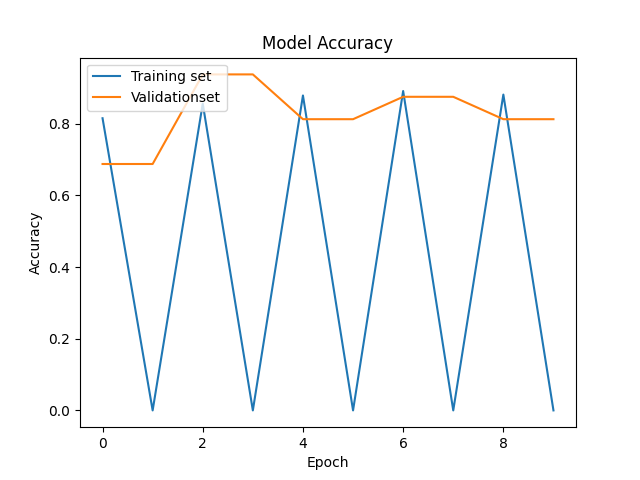 Model Accuracy
Training set
Validationset
Accuracy
0.8
0.6
0.4
0.2
0.0
0 2 4 6 8
Epoch